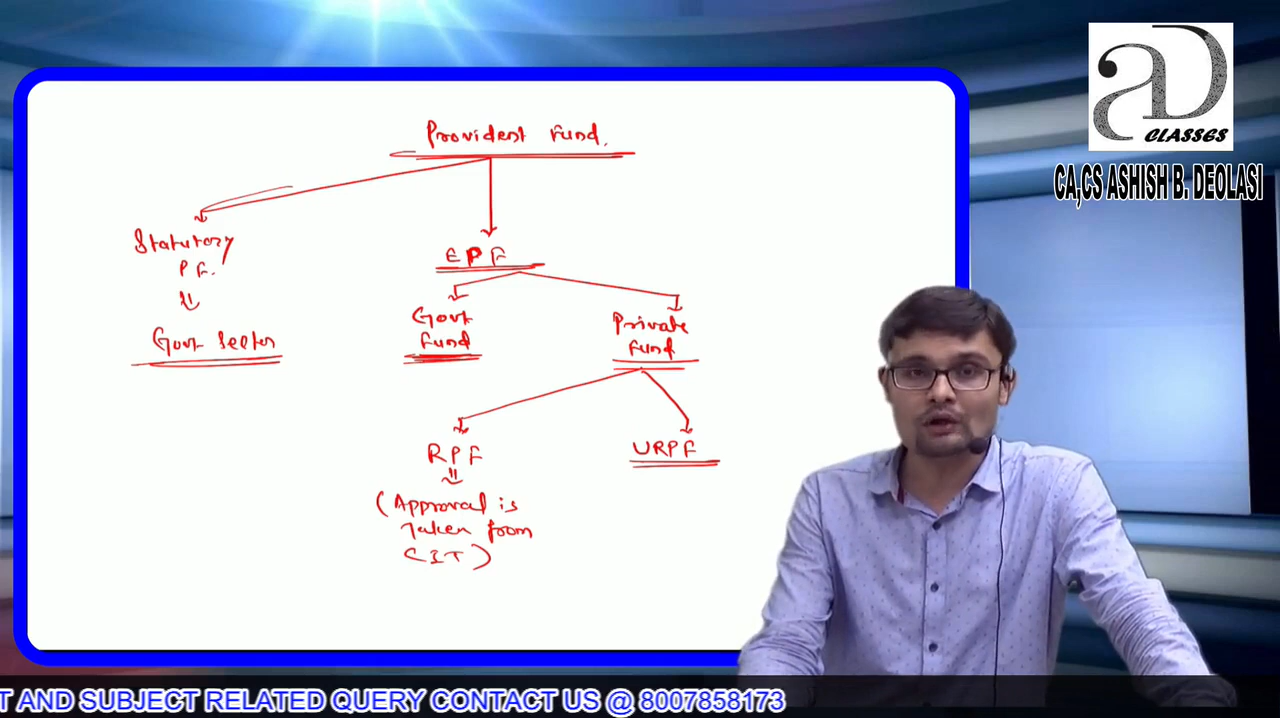 Provident Fund.
Statutory
P F.
Govt Sector
EPF
Govt
Fund
Private
Fund
RPF
URPF
(Approval is
Taken from
CIT)
aD
CLASSES
CA,CS ASHISH B. DEOLASI
T AND SUBJECT RELATED QUERY CONTACT US @ 8007858173